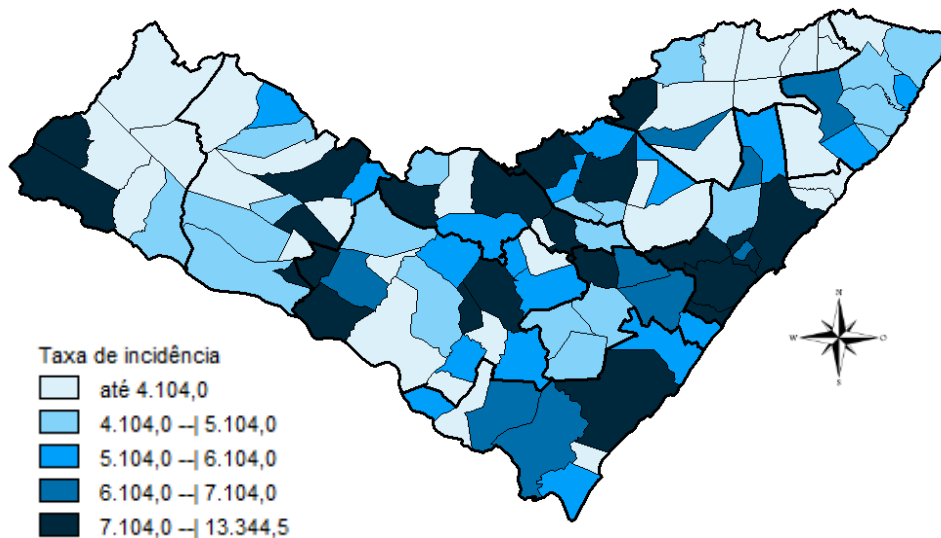 Taxa de incidência
até 4.104,0
4.104,0 --| 5.104,0
5.104,0 --| 6.104,0
6.104,0 --| 7.104,0
7.104,0 --| 13.344,5
N
W
O
S